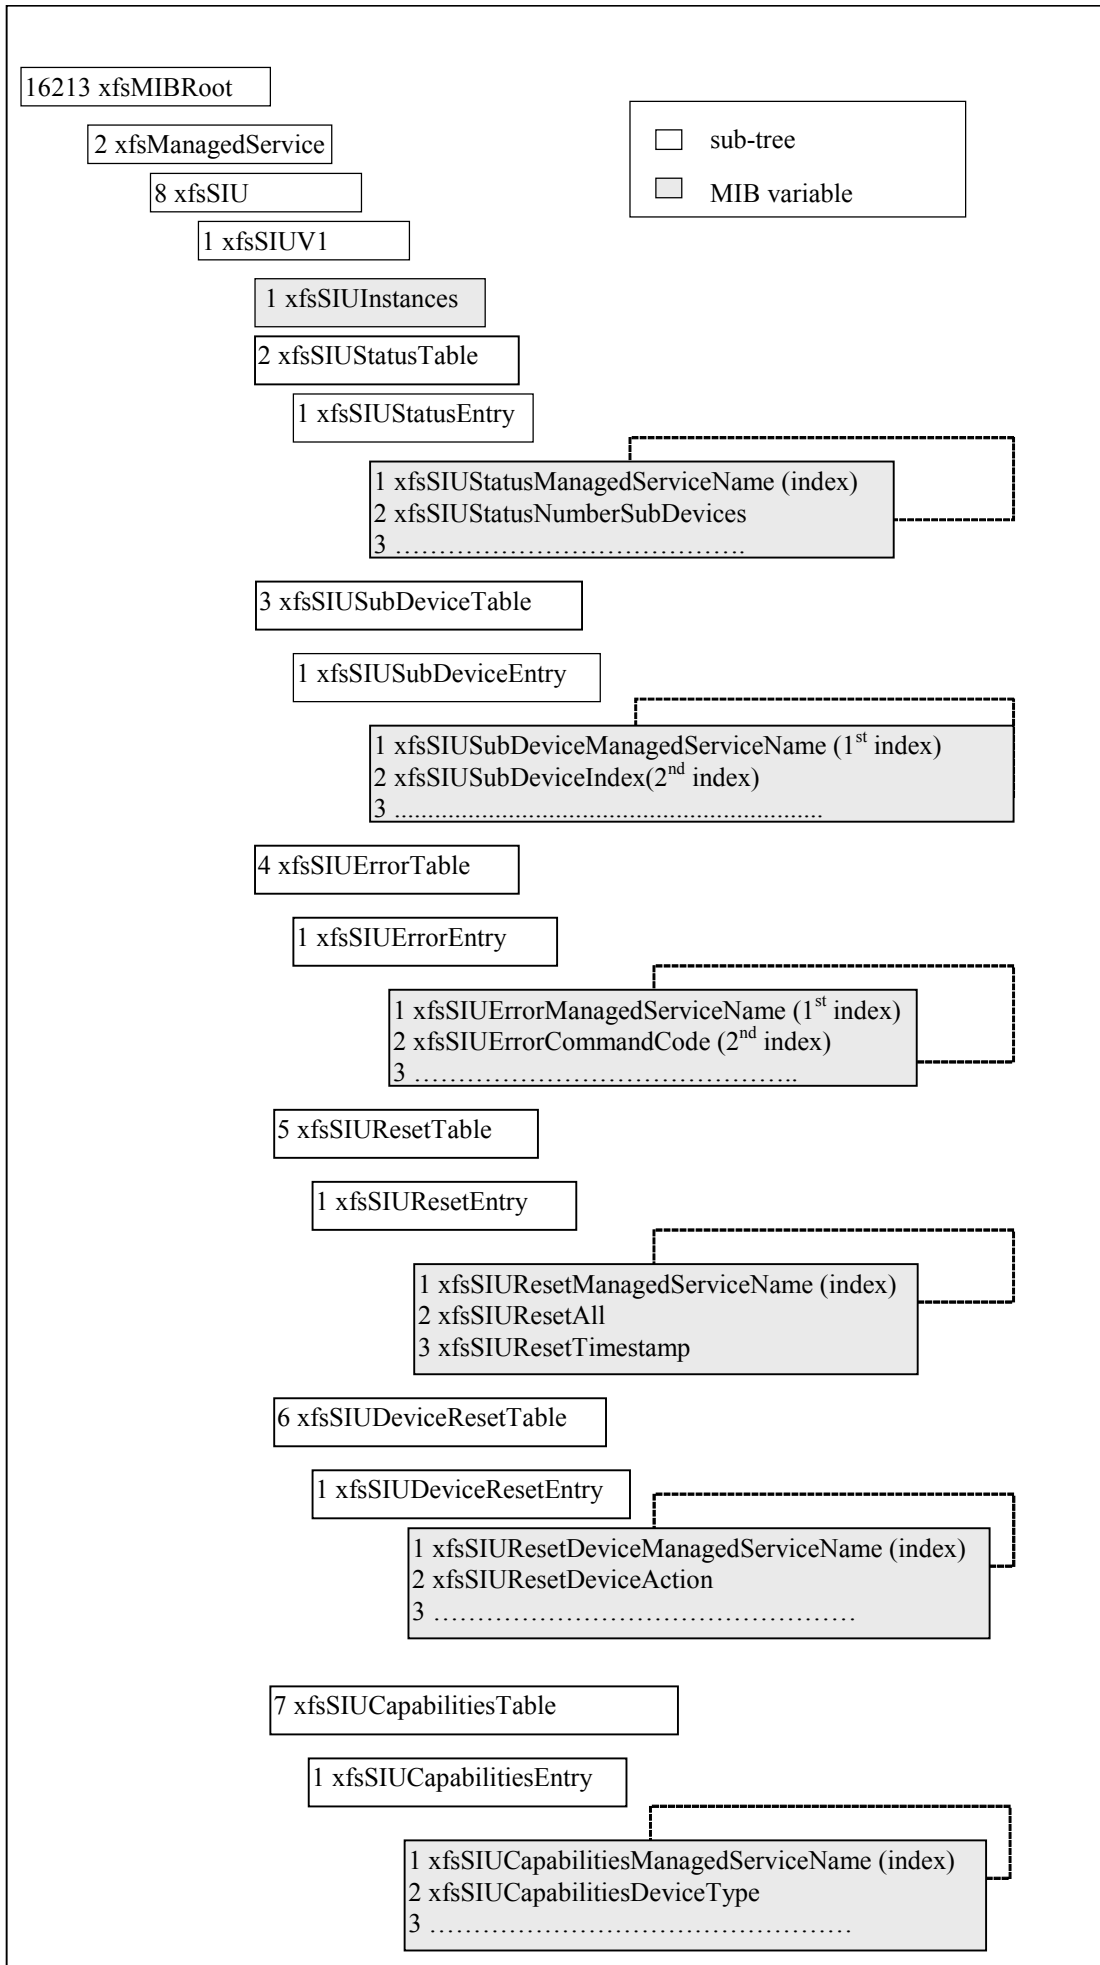 16213 xfsMIBRoot
2 xfsManagedService
sub-tree
8 xfsSIU
MIB variable
1 xfsSIUV1
1 xfsSIUInstances
2 xfsSIUStatusTable
1 xfsSIUStatusEntry
1 xfsSIUStatusManagedServiceName (index)
2 xfsSIUStatusNumberSubDevices
3 …………………………………….
3 xfsSIUSubDeviceTable
1 xfsSIUSubDeviceEntry
1 xfsSIUSubDeviceManagedServiceName (1st index)
2 xfsSIUSubDeviceIndex(2nd index)
3 ................................................................
4 xfsSIUErrorTable
1 xfsSIUErrorEntry
1 xfsSIUErrorManagedServiceName (1st index)
2 xfsSIUErrorCommandCode (2nd index)
3 ……………………………………..
5 xfsSIUResetTable
1 xfsSIUResetEntry
1 xfsSIUResetManagedServiceName (index)
2 xfsSIUResetAll
3 xfsSIUResetTimestamp
6 xfsSIUDeviceResetTable
1 xfsSIUDeviceResetEntry
1 xfsSIUResetDeviceManagedServiceName (index)
2 xfsSIUResetDeviceAction
3 …………………………………………
7 xfsSIUCapabilitiesTable
1 xfsSIUCapabilitiesEntry
1 xfsSIUCapabilitiesManagedServiceName (index)
2 xfsSIUCapabilitiesDeviceType
3 …………………………………………